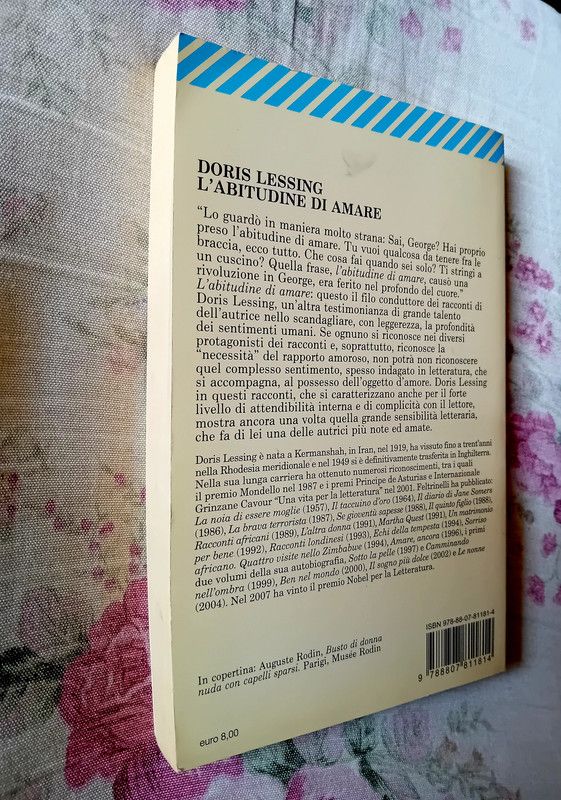 DORIS LESSING
L'ABITUDINE DI AMARE
“Lo guardò in maniera molto strana: Sai, George? Hai proprio
preso l'abitudine di amare. Tu vuoi qualcosa da tenere fra le
braccia, ecco tutto. Che cosa fai quando sei solo? Ti stringi a
un cuscino? Quella frase, l'abitudine di amare, causò una
rivoluzione in George, era ferito nel profondo del cuore.”
L'abitudine di amare: questo il filo conduttore dei racconti di
Doris Lessing, un'altra testimonianza di grande talento
dell'autrice nello scandagliare, con leggerezza, la profondità
dei sentimenti umani. Se ognuno si riconosce nei diversi
protagonisti dei racconti e, soprattutto, riconosce la
“necessità” del rapporto amoroso, non potrà non riconoscere
quel complesso sentimento, spesso indagato in letteratura, che
si accompagna, al possesso dell'oggetto d'amore. Doris Lessing
in questi racconti, che si caratterizzano anche per il forte
livello di attendibilità interna e di complicità con il lettore,
mostra ancora una volta quella grande sensibilità letteraria,
che fa di lei una delle autrici più note ed amate.
Doris Lessing è nata a Kermanshah, in Iran, nel 1919, ha vissuto fino a trent'anni
nella Rhodesia meridionale e nel 1949 si è definitivamente trasferita in Inghilterra.
Nella sua lunga carriera ha ottenuto numerosi riconoscimenti, tra i quali
il premio Mondello nel 1987 e i premi Principe de Asturias e Internazionale
Grinzane Cavour “Una vita per la letteratura” nel 2001. Feltrinelli ha pubblicato:
La noia di essere moglie (1957), Il taccuino d'oro (1964), Il diario di Jane Somers
(1986), La brava terrorista (1987), Se gioventù sapesse (1988), Il quinto figlio (1988),
Racconti africani (1989), L'altra donna (1991), Martha Quest (1991), Un matrimonio
per bene (1992), Racconti londinesi (1993), Echi della tempesta (1994), Sorriso
africano. Quattro visite nello Zimbabwe (1994), Amare, ancora (1996), i primi
due volumi della sua autobiografia, Sotto la pelle (1997) e Camminando
nell'ombra (1999), Ben nel mondo (2000), Il sogno più dolce (2002) e Le nonne
(2004). Nel 2007 ha vinto il premio Nobel per la Letteratura.
ISBN 978-88-07-81181-4
In copertina: Auguste Rodin, Busto di donna
nuda con capelli sparsi. Parigi, Musée Rodin
9 788807 811814
euro 8,00